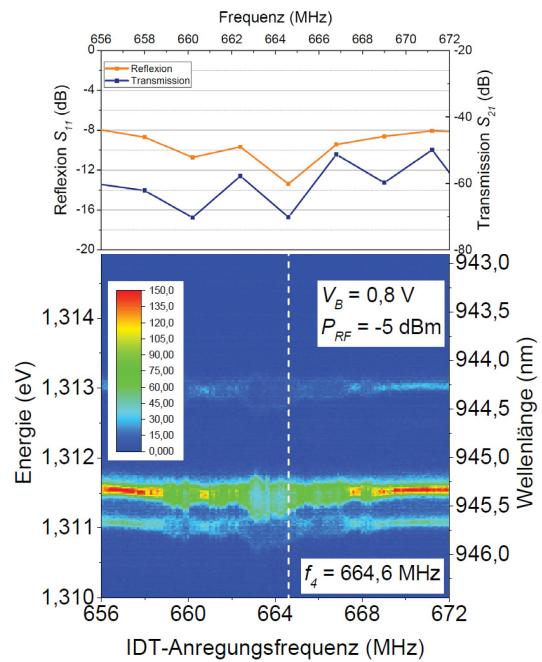 Frequenz (MHz)
656 658 660 662 664 666 668 670 672
0 -20
-4
-8 -40
-12
-16 -60
-20 -80
Reflexion S11 (dB)
Transmission S21 (dB)
Reflexion
Transmission
150,0
135,0
120,0
105,0
90,00
75,00
60,00
45,00
30,00
15,00
0,000
VB = 0,8 V
PRF = -5 dBm
f4 = 664,6 MHz
Energie (eV)
1,314
1,313
1,312
1,311
1,310
Wellenlänge (nm)
943,0
943,5
944,0
944,5
945,0
945,5
946,0
656 660 664 668 672
IDT-Anregungsfrequenz (MHz)